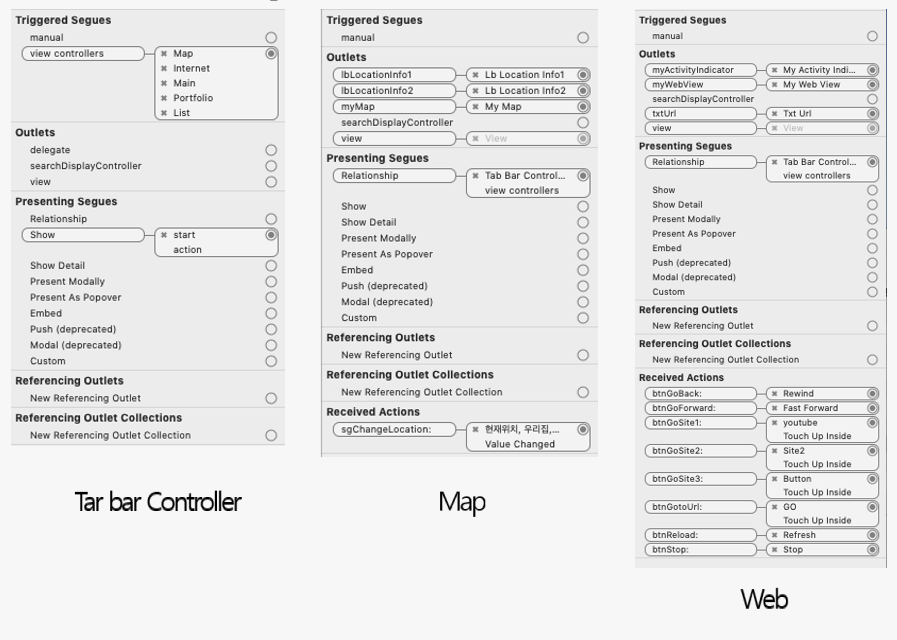 Triggered Segues
manual
view controllers
Map
Internet
Main
Portfolio
List
Outlets
delegate
searchDisplayController
view
Presenting Segues
Relationship
Show
start
action
Show Detail
Present Modally
Present As Popover
Embed
Push (deprecated)
Modal (deprecated)
Custom
Referencing Outlets
New Referencing Outlet
Referencing Outlet Collections
New Referencing Outlet Collection
Tar bar Controller
Triggered Segues
manual
Outlets
lbLocationInfo1 Lb Location Info1
lbLocationInfo2 Lb Location Info2
myMap My Map
searchDisplayController
view View
Presenting Segues
Relationship Tab Bar Control...
view controllers
Show
Show Detail
Present Modally
Present As Popover
Embed
Push (deprecated)
Modal (deprecated)
Custom
Referencing Outlets
New Referencing Outlet
Referencing Outlet Collections
New Referencing Outlet Collection
Received Actions
sgChangeLocation: 현재위치, 우리집,...
Value Changed
Map
Triggered Segues
manual
Outlets
myActivityIndicator My Activity Indi...
myWebView My Web View
searchDisplayController
txtUrl Txt Url
view View
Presenting Segues
Relationship Tab Bar Control...
view controllers
Show
Show Detail
Present Modally
Present As Popover
Embed
Push (deprecated)
Modal (deprecated)
Custom
Referencing Outlets
New Referencing Outlet
Referencing Outlet Collections
New Referencing Outlet Collection
Received Actions
btnGoBack: Rewind
btnGoForward: Fast Forward
btnGoSite1: youtube
Touch Up Inside
btnGoSite2: Site2
Touch Up Inside
btnGoSite3: Button
Touch Up Inside
btnGotoUrl: GO
Touch Up Inside
btnReload: Refresh
btnStop: Stop
Web